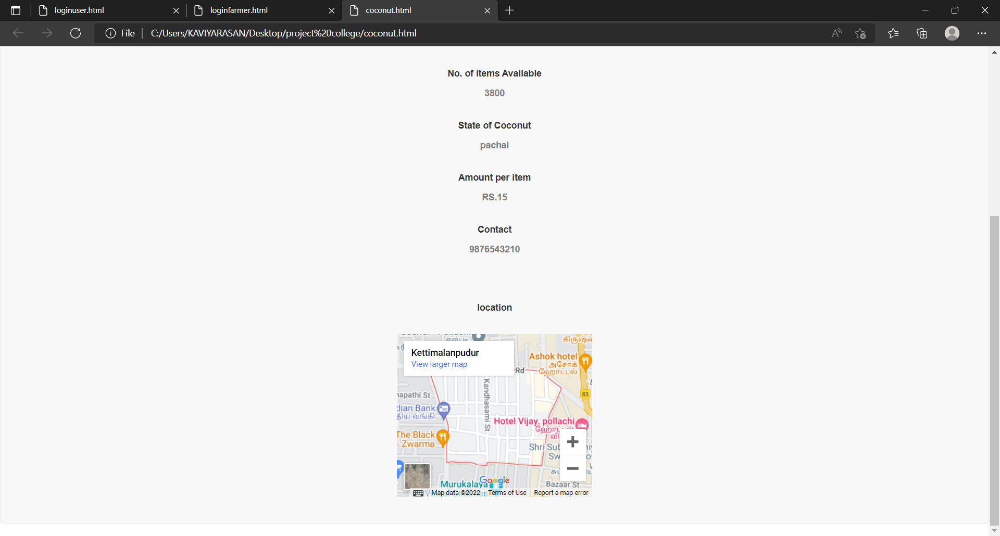 loginuser.html
loginfarmer.html
coconut.html
File
C:/Users/KAVIYARASAN/Desktop/project%20college/coconut.html
No. of items Available
3800
State of Coconut
pachai
Amount per item
RS.15
Contact
9876543210
location
Kettimalanpudur
View larger map
Rd
Ashok hotel
அசோக்
ஹோட்டல்
83
Kandhasami St
napathi St
dian Bank
திய வங்கி
Hotel Vijay, pollachi
The Black
- Zwarma
Shri Sub
Sw
Murukalaya
Google
Bazaar St
Map data ©2022
Terms of Use
Report a map error